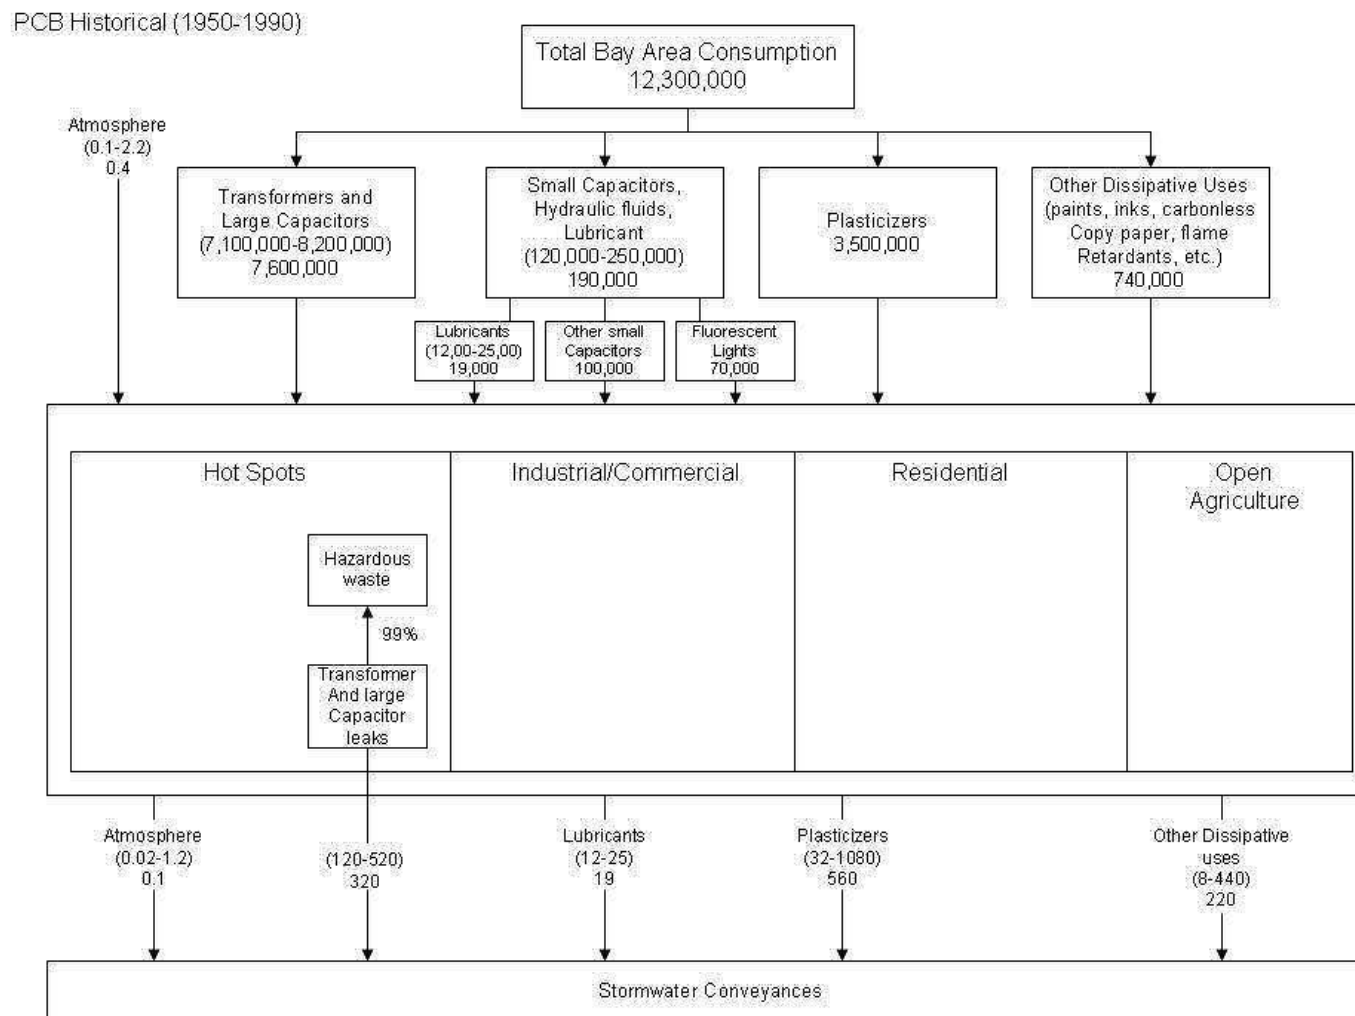 PCB Historical (1950-1990)
Total Bay Area Consumption
12,300,000
Atmosphere
(0.1-2.2)
0.4
Transformers and
Large Capacitors
(7,100,000-8,200,000)
7,600,000
Small Capacitors,
Hydraulic fluids,
Lubricant
(120,000-250,000)
190,000
Plasticizers
3,500,000
Other Dissipative Uses
(paints, inks, carbonless
Copy paper, flame
Retardants, etc.)
740,000
Lubricants
(12,00-25,00)
19,000
Other small
Capacitors
100,000
Fluorescent
Lights
70,000
Hot Spots
Industrial/Commercial
Residential
Open
Agriculture
Hazardous
waste
99%
Transformer
And large
Capacitor
leaks
Atmosphere
(0.02-1.2)
0.1
(120-520)
320
Lubricants
(12-25)
19
Plasticizers
(32-1080)
560
Other Dissipative
uses
(8-440)
220
Stormwater Conveyances